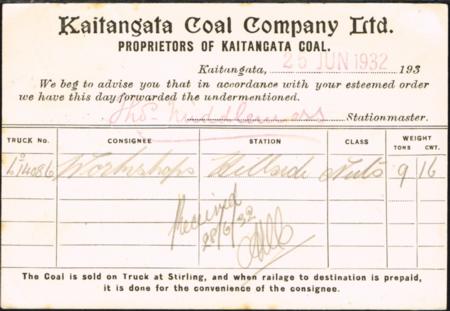 Kaitangata Coal Company Ltd.
PROPRIETORS OF KAITANGATA COAL.
Kaitangata, 25 JUN 1932 193
We beg to advise you that in accordance with your esteemed order
we have this day forwarded the undermentioned.
Stationmaster.
TRUCK NO. CONSIGNEE STATION CLASS WEIGHT
TONS CWT.
14086 Workshops Hillside Nuts 9 16
Received
28/6/32
The Coal is sold on Truck at Stirling, and when railage to destination is prepaid,
it is done for the convenience of the consignee.